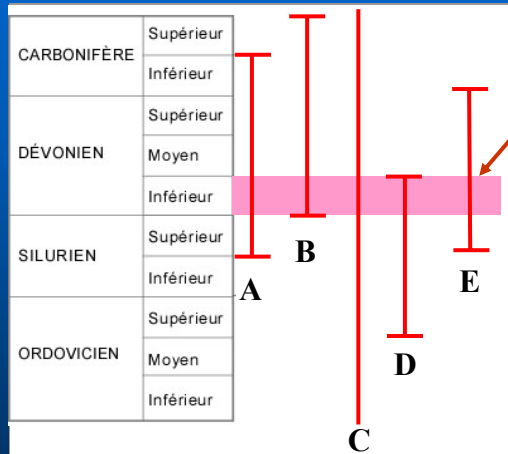 CARBONIFÈRE
Supérieur
Inférieur
DÉVONIEN
Supérieur
Moyen
Inférieur
SILURIEN
Supérieur
Inférieur
ORDOVICIEN
Supérieur
Moyen
Inférieur
A
B
C
D
E